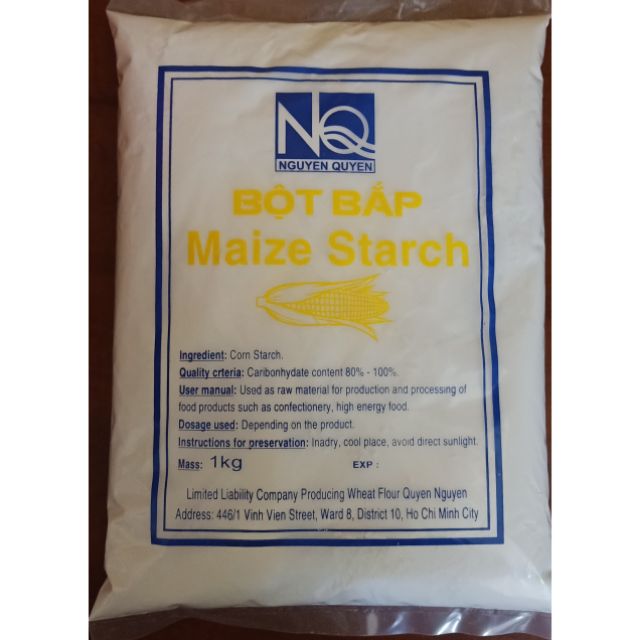 NQ
NGUYEN QUYEN
BỘT BẮP
Maize Starch
Ingredient: Corn Starch.
Quality crteria: Caribonhydate content 80% - 100%.
User manual: Used as raw material for production and processing of
food products such as confectionery, high energy food.
Dosage used: Depending on the product.
Instructions for preservation: Inadry, cool place, avoid direct sunlight.
Mass: 1kg EXP :
Limited Liability Company Producing Wheat Flour Quyen Nguyen
Address: 446/1 Vinh Vien Street, Ward 8, District 10, Ho Chi Minh City